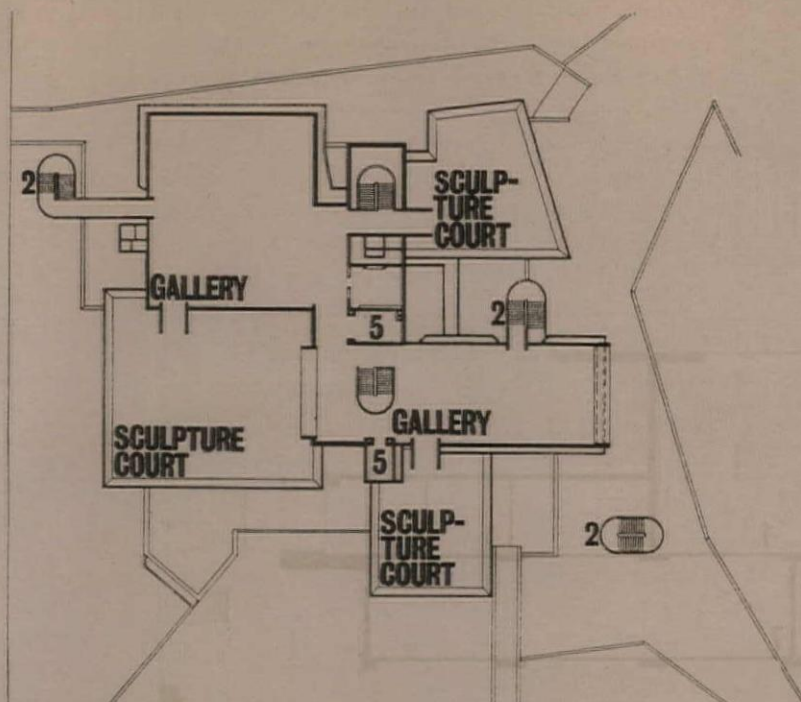 2
SCULP-
TURE
COURT
GALLERY
2
5
GALLERY
SCULPTURE
COURT
5
SCULP-
TURE
COURT
2